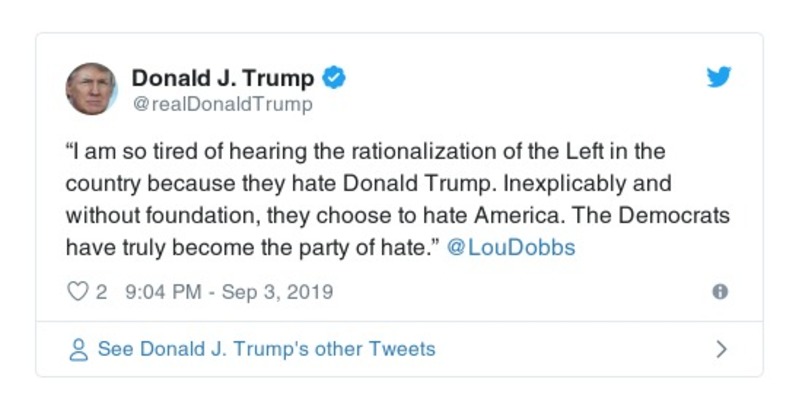 Donald J. Trump
@realDonaldTrump
“I am so tired of hearing the rationalization of the Left in the
country because they hate Donald Trump. Inexplicably and
without foundation, they choose to hate America. The Democrats
have truly become the party of hate.” @LouDobbs
2 9:04 PM - Sep 3, 2019
See Donald J. Trump's other Tweets